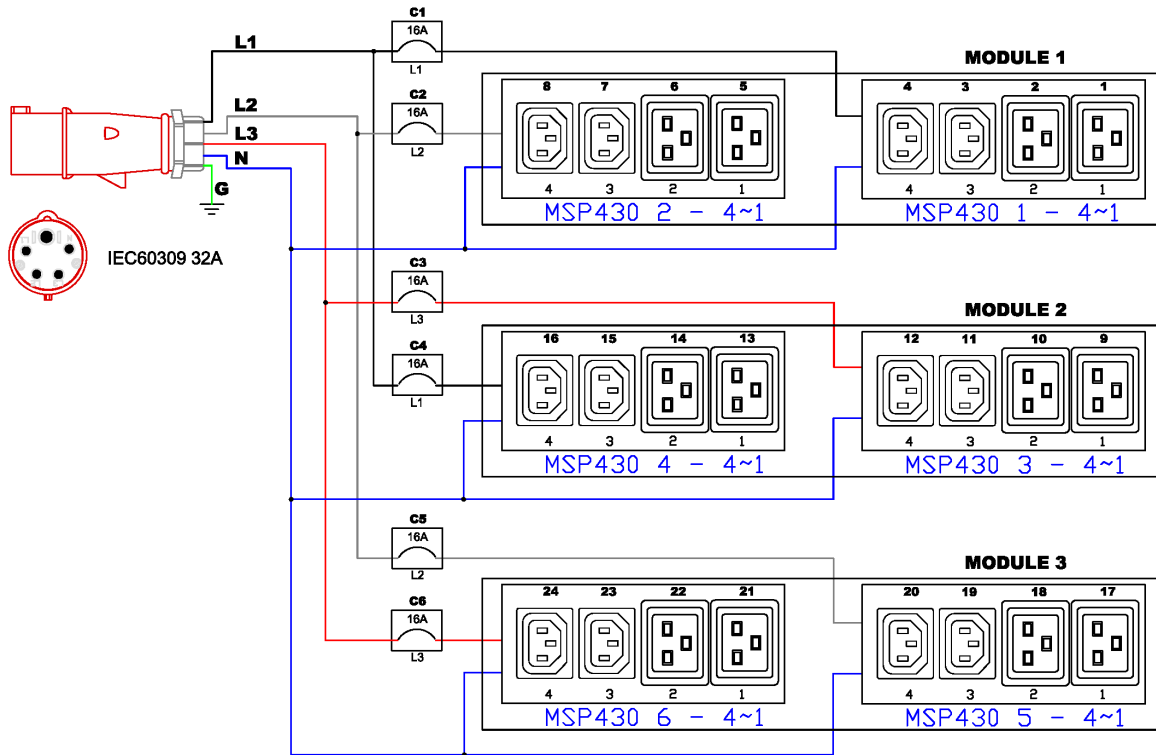 C1
16A
L1
L1
MODULE 1
8 7 6 5
4 3 2 1
L2
C2
16A
L2
L3
N
G
4 3 2 1
4 3 2 1
MSP430 2 - 4~1
MSP430 1 - 4~1
IEC60309 32A
C3
16A
L3
MODULE 2
16 15 14 13
12 11 10 9
C4
16A
L1
4 3 2 1
4 3 2 1
MSP430 4 - 4~1
MSP430 3 - 4~1
C5
16A
L2
MODULE 3
24 23 22 21
20 19 18 17
C6
16A
L3
4 3 2 1
4 3 2 1
MSP430 6 - 4~1
MSP430 5 - 4~1